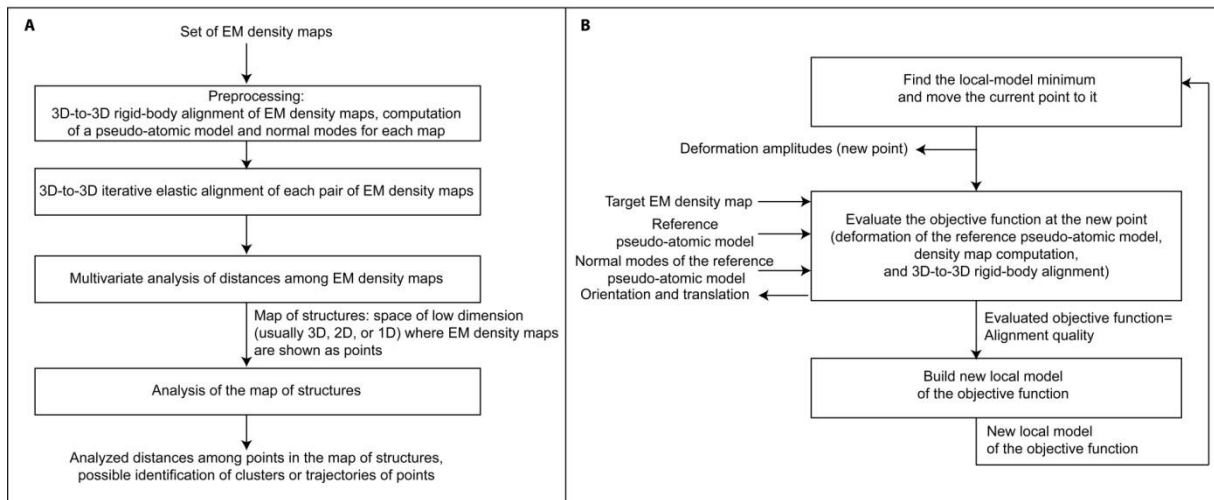 A
Set of EM density maps
Preprocessing:
3D-to-3D rigid-body alignment of EM density maps, computation
of a pseudo-atomic model and normal modes for each map
3D-to-3D iterative elastic alignment of each pair of EM density maps
Multivariate analysis of distances among EM density maps
Map of structures: space of low dimension
(usually 3D, 2D, or 1D) where EM density maps
are shown as points
Analysis of the map of structures
Analyzed distances among points in the map of structures,
possible identification of clusters or trajectories of points
B
Find the local-model minimum
and move the current point to it
Deformation amplitudes (new point)
Target EM density map
Reference
pseudo-atomic model
Normal modes of the reference
pseudo-atomic model
Orientation and translation
Evaluate the objective function at the new point
(deformation of the reference pseudo-atomic model,
density map computation,
and 3D-to-3D rigid-body alignment)
Evaluated objective function=
Alignment quality
Build new local model
of the objective function
New local model
of the objective function